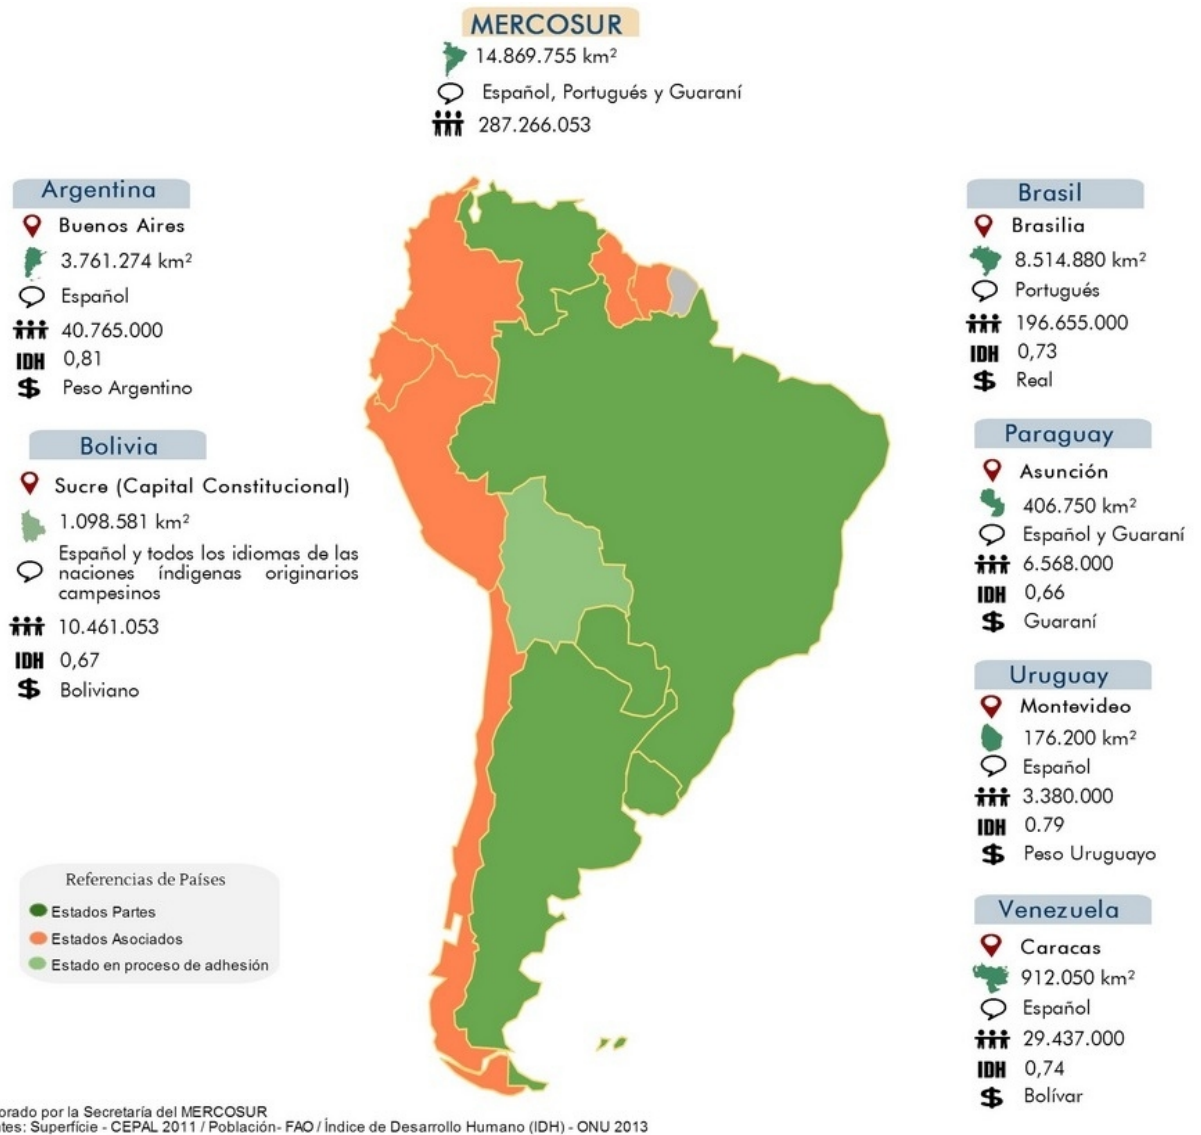 MERCOSUR
14.869.755 km²
Español, Portugués y Guaraní
287.266.053
Argentina
Buenos Aires
3.761.274 km²
Español
40.765.000
IDH 0,81
$ Peso Argentino
Bolivia
Sucre (Capital Constitucional)
1.098.581 km²
Español y todos los idiomas de las
naciones índigenas originarios
campesinos
10.461.053
IDH 0,67
$ Boliviano
Brasil
Brasilia
8.514.880 km²
Portugués
196.655.000
IDH 0,73
$ Real
Paraguay
Asunción
406.750 km²
Español y Guaraní
6.568.000
IDH 0,66
$ Guaraní
Uruguay
Montevideo
176.200 km²
Español
3.380.000
IDH 0.79
$ Peso Uruguayo
Venezuela
Caracas
912.050 km²
Español
29.437.000
IDH 0,74
$ Bolívar
Referencias de Países
Estados Partes
Estados Asociados
Estado en proceso de adhesión
orado por la Secretaría del MERCOSUR
ntes: Superfície - CEPAL 2011 / Población- FAO / Índice de Desarrollo Humano (IDH) - ONU 2013